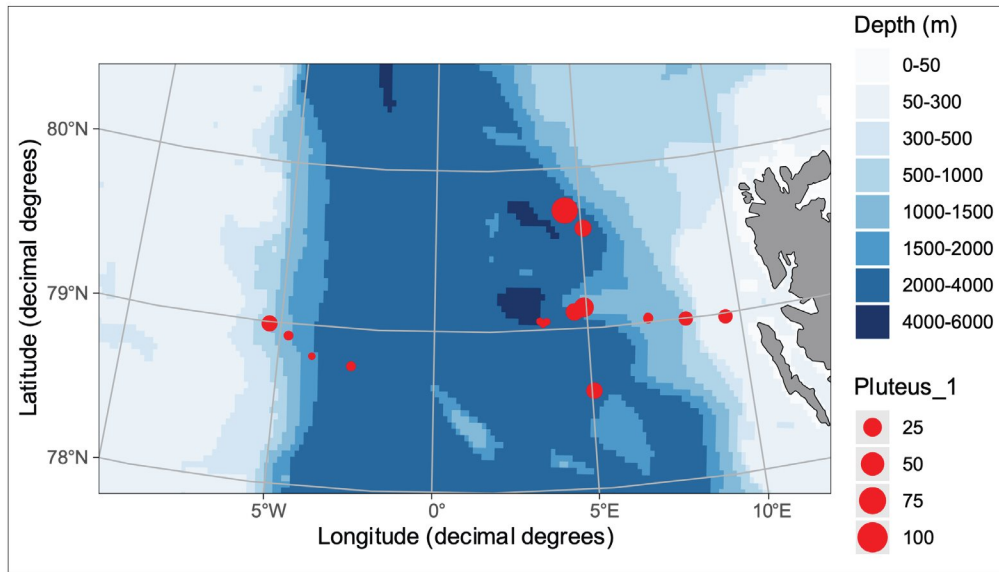 Depth (m)
0-50
50-300
300-500
500-1000
1000-1500
1500-2000
2000-4000
4000-6000
Pluteus_1
25
50
75
100
80°N
79°N
78°N
Latitude (decimal degrees)
5°W
0°
5°E
10°E
Longitude (decimal degrees)